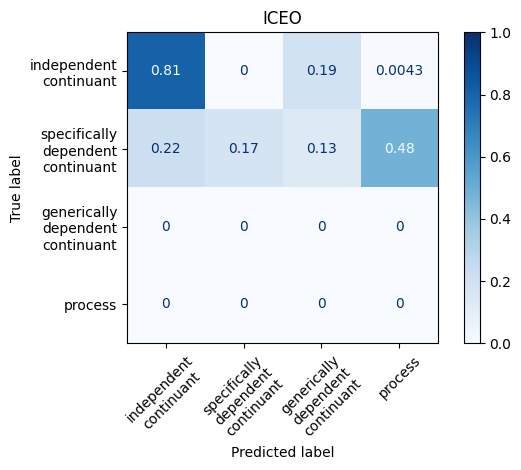 ICEO
independent
continuant
0.81
0
0.19
0.0043
specifically
dependent
continuant
0.22
0.17
0.13
0.48
generically
dependent
continuant
0
0
0
0
process
0
0
0
0
True label
independent
continuant
specifically
dependent
continuant
generically
dependent
continuant
process
Predicted label
1.0
0.8
0.6
0.4
0.2
0.0